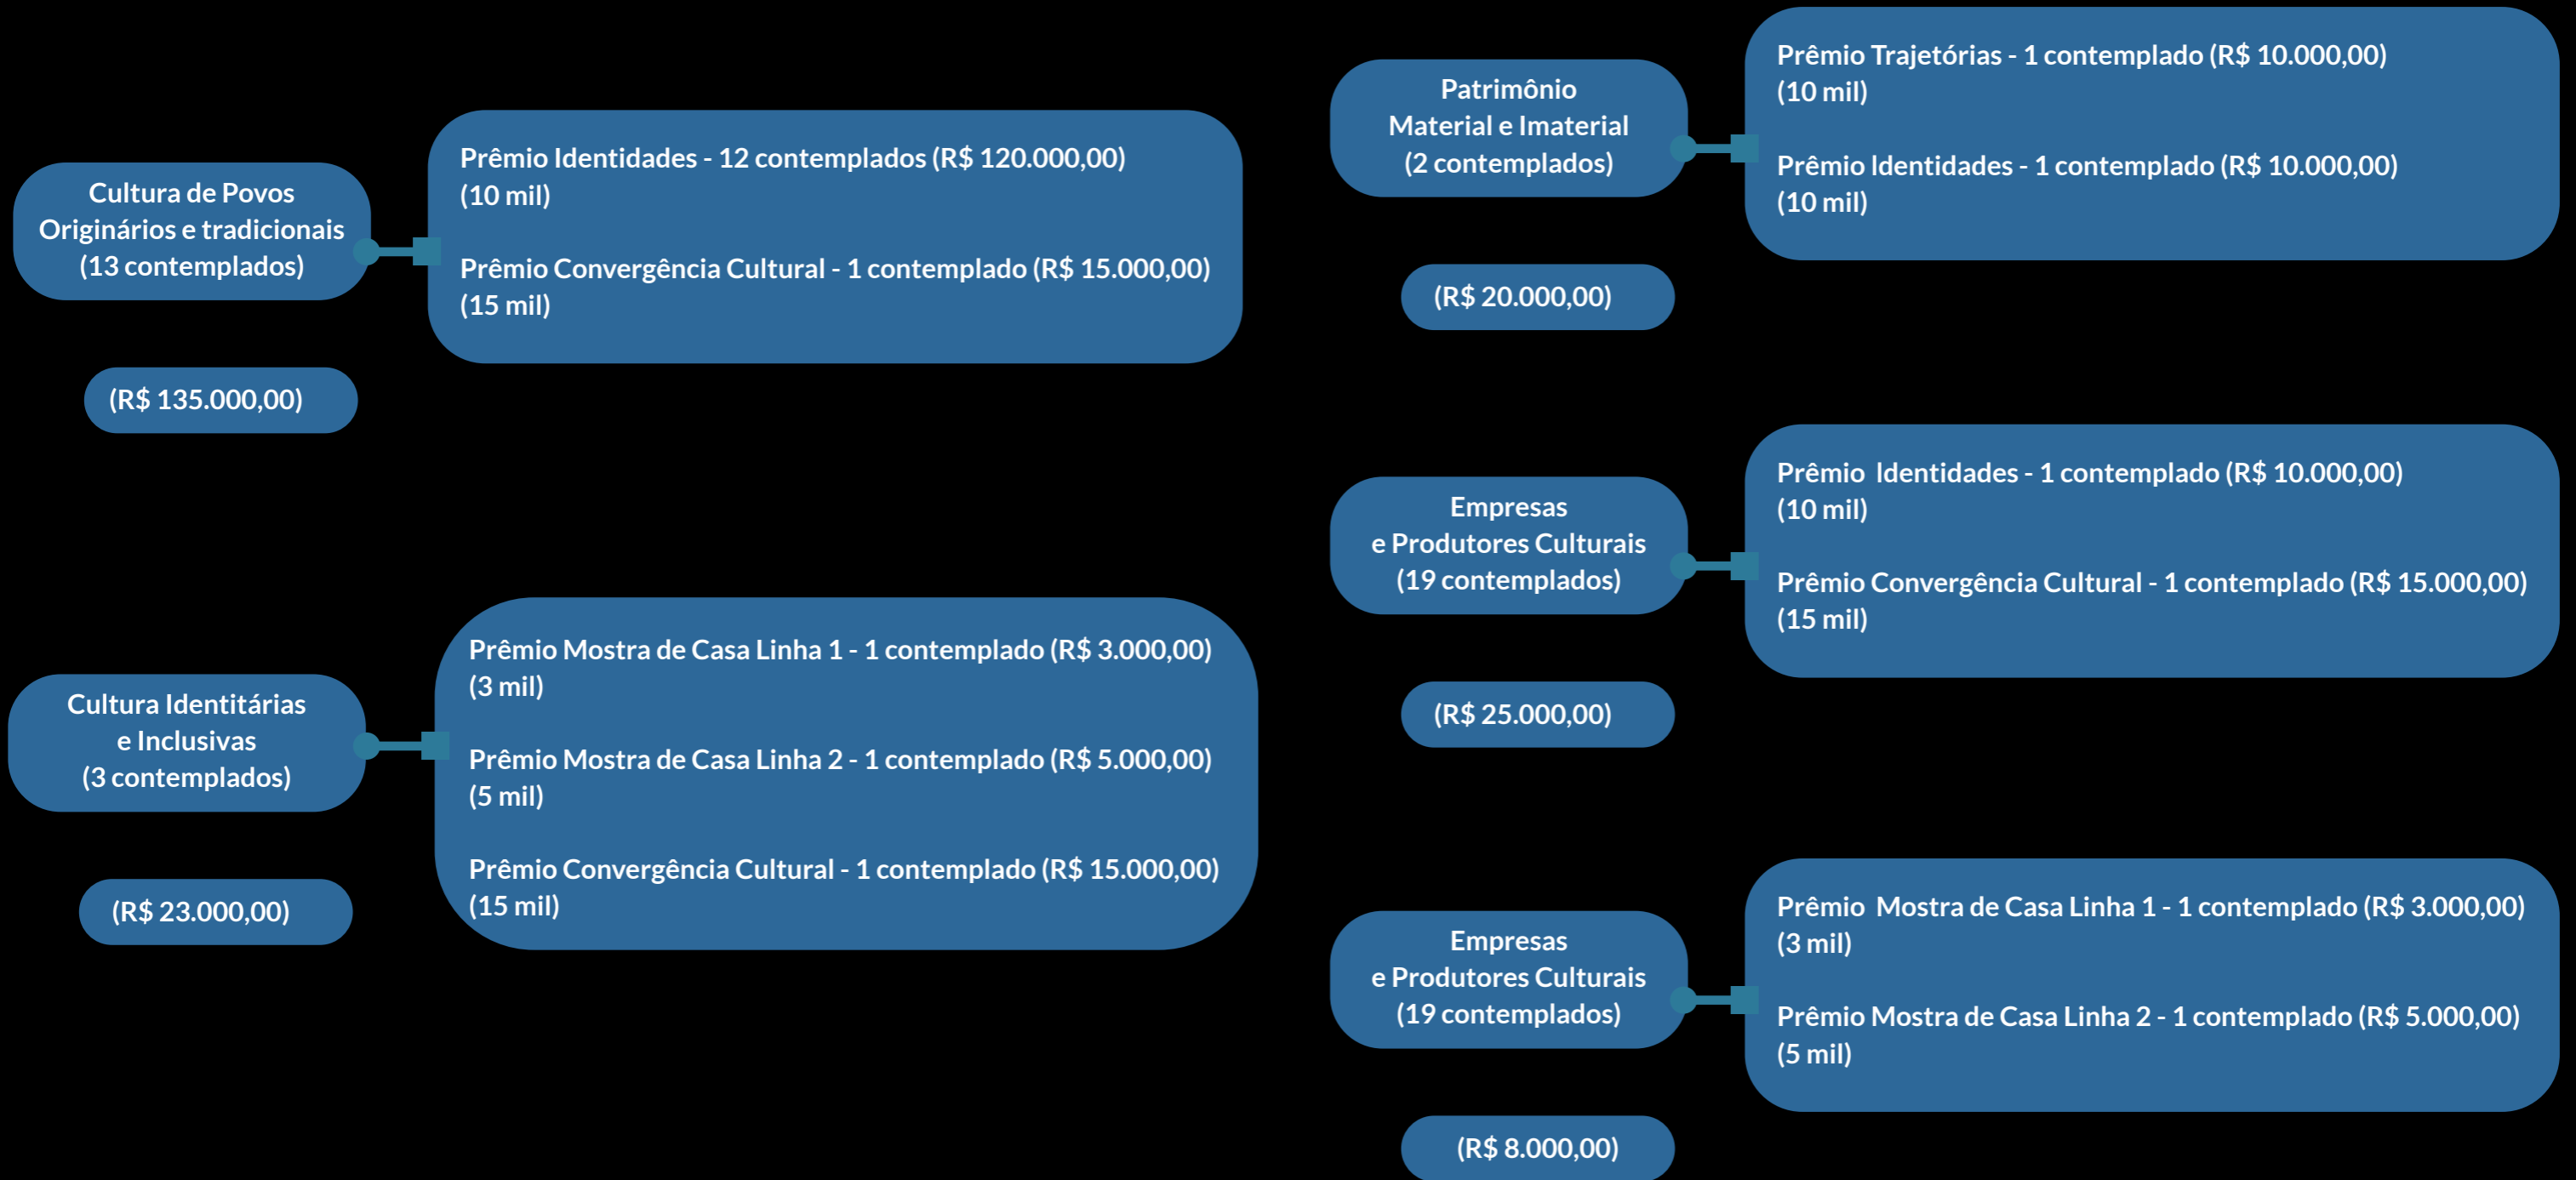 Cultura de Povos
Originários e tradicionais
(13 contemplados)
Prêmio Identidades - 12 contemplados (R$ 120.000,00)
(10 mil)
Prêmio Convergência Cultural - 1 contemplado (R$ 15.000,00)
(15 mil)
(R$ 135.000,00)
Cultura Identitárias
e Inclusivas
(3 contemplados)
Prêmio Mostra de Casa Linha 1 - 1 contemplado (R$ 3.000,00)
(3 mil)
Prêmio Mostra de Casa Linha 2 - 1 contemplado (R$ 5.000,00)
(5 mil)
Prêmio Convergência Cultural - 1 contemplado (R$ 15.000,00)
(15 mil)
(R$ 23.000,00)
Patrimônio
Material e Imaterial
(2 contemplados)
Prêmio Trajetórias - 1 contemplado (R$ 10.000,00)
(10 mil)
Prêmio Identidades - 1 contemplado (R$ 10.000,00)
(10 mil)
(R$ 20.000,00)
Empresas
e Produtores Culturais
(19 contemplados)
Prêmio  Identidades - 1 contemplado (R$ 10.000,00)
(10 mil)
Prêmio Convergência Cultural - 1 contemplado (R$ 15.000,00)
(15 mil)
(R$ 25.000,00)
Empresas
e Produtores Culturais
(19 contemplados)
Prêmio  Mostra de Casa Linha 1 - 1 contemplado (R$ 3.000,00)
(3 mil)
Prêmio Mostra de Casa Linha 2 - 1 contemplado (R$ 5.000,00)
(5 mil)
(R$ 8.000,00)